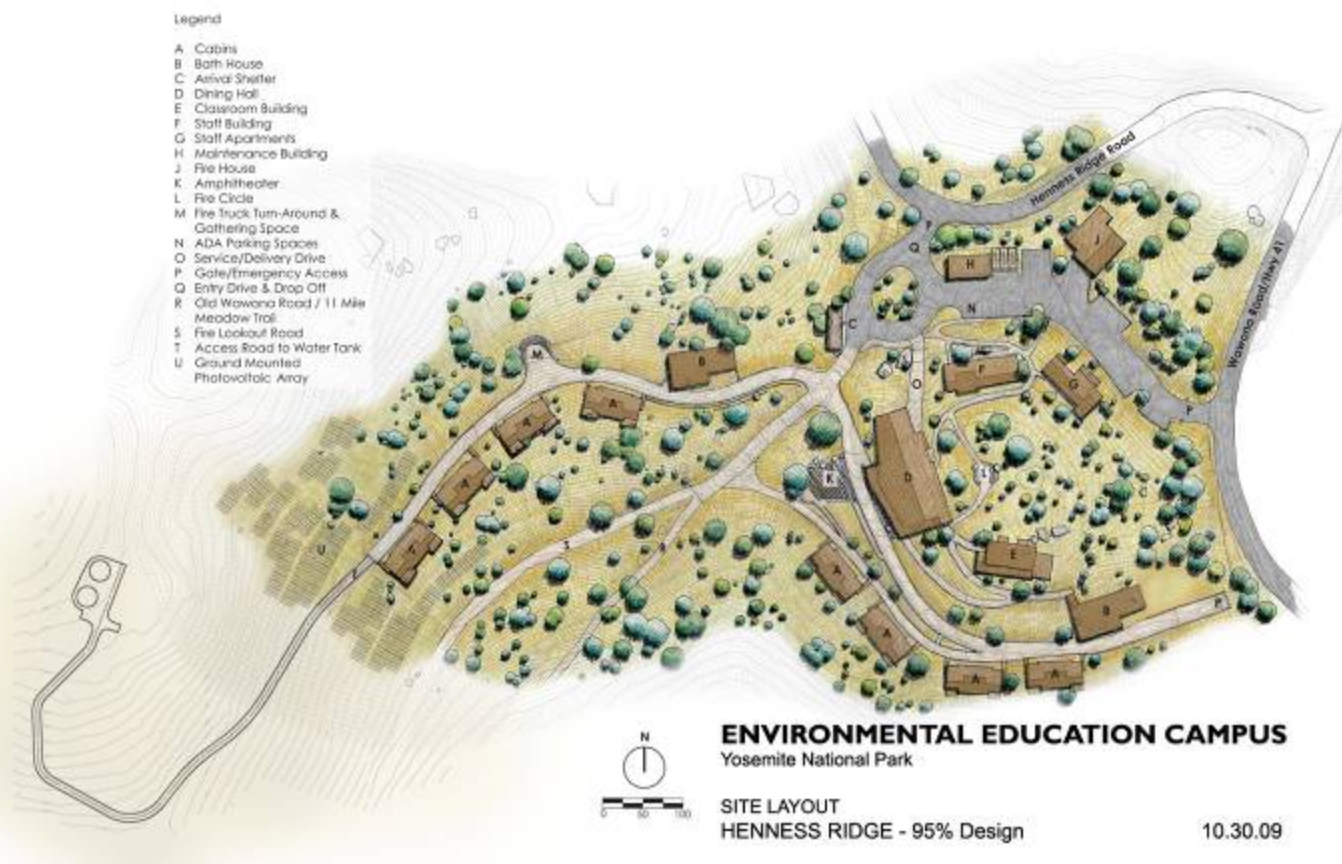 Legend
A Cabins
B Bath House
C Arrival Shelter
D Dining Hall
E Classroom Building
F Staff Building
G Staff Apartments
H Maintenance Building
J Fire House
K Amphitheater
L Fire Circle
M Fire Truck Turn-Around &
Gathering Space
N ADA Parking Spaces
O Service/Delivery Drive
P Gate/Emergency Access
Q Entry Drive & Drop Off
R Old Wawona Road / 11 Mile
Meadow Trail
S Fire Lookout Road
T Access Road to Water Tank
U Ground Mounted
Photovoltaic Array
Henness Ridge Road
P
Q
J
H
Wawona Road/Hwy 41
N
C
M
B
F
O
G
A
P
A
A
K
D
L
A
U
S
R
E
A
T
B
P
A
A
A
N
0 50 100
ENVIRONMENTAL EDUCATION CAMPUS
Yosemite National Park
SITE LAYOUT
HENNESS RIDGE - 95% Design
10.30.09